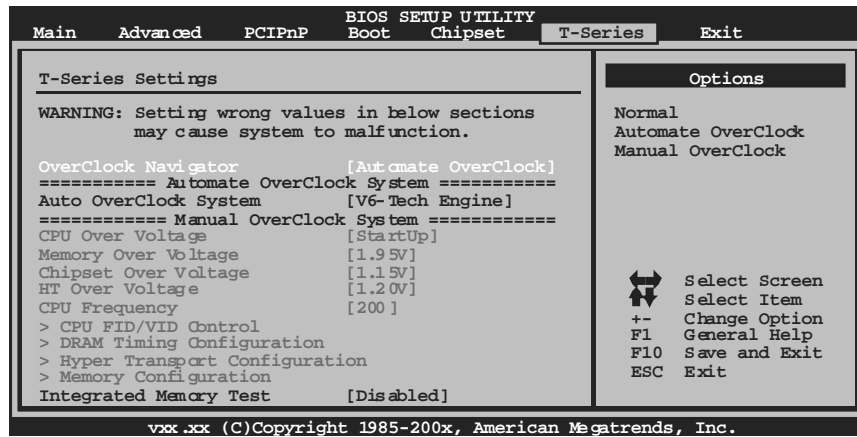 BIOS SETUP UTILITY
Main Advanced PCIPnP Boot Chipset T-Series Exit
T-Series Settings
WARNING: Setting wrong values in below sections
may cause system to malfunction.
OverClock Navigator [Automate OverClock]
=========== Automate OverClock System ===========
Auto OverClock System [V6-Tech Engine]
============ Manual OverClock System ============
CPU Over Voltage [StartUp]
Memory Over Voltage [1.95V]
Chipset Over Voltage [1.15V]
HT Over Voltage [1.20V]
CPU Frequency [200 ]
> CPU FID/VID Control
> DRAM Timing Configuration
> Hyper Transport Configuration
> Memory Configuration
Integrated Memory Test [Disabled]
Options
Normal
Automate OverClock
Manual OverClock
Select Screen
Select Item
+- Change Option
F1 General Help
F10 Save and Exit
ESC Exit
vxx.xx (C)Copyright 1985-200x, American Megatrends, Inc.